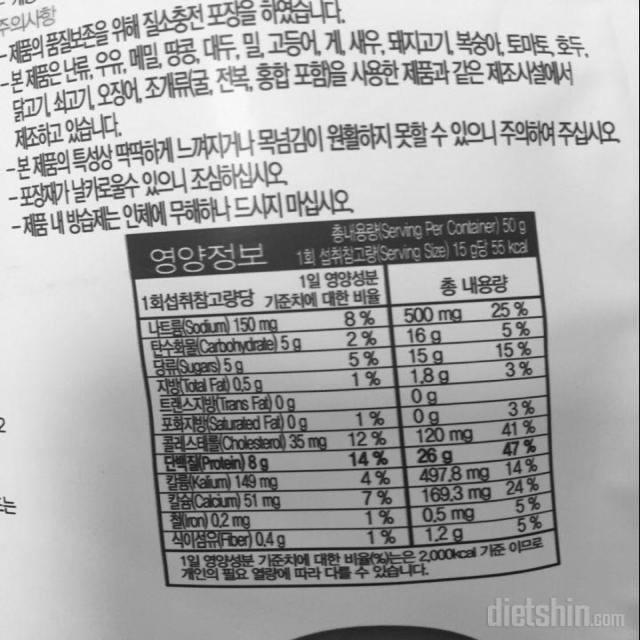 주의사항
- 제품의 품질보존을 위해 질소충전 포장을 하였습니다.
- 본 제품은 난류, 우유, 메밀, 땅콩, 대두, 밀, 고등어, 게, 새우, 돼지고기, 복숭아, 토마토, 호두,
닭고기, 쇠고기, 오징어, 조개류(굴, 전복, 홍합 포함)을 사용한 제품과 같은 제조시설에서
제조하고 있습니다.
- 본 제품의 특성상 딱딱하게 느껴지거나 목넘김이 원활하지 못할 수 있으니 주의하여 주십시오
- 포장재가 날카로울수 있으니 조심하십시오
- 제품 내 방습제는 인체에 무해하나 드시지 마십시오
영양정보
총내용량(Serving Per Container) 50 g
1회 섭취참고량(Serving Size) 15 g당 55 kcal
1회섭취참고량당 1일 영양성분 기준치에 대한 비율 총 내용량
나트륨(Sodium) 150 mg 8 % 500 mg 25 %
탄수화물(Carbohydrate) 5 g 2 % 16 g 5 %
당류(Sugars) 5 g 5 % 15 g 15 %
지방(Total Fat) 0,5 g 1 % 1,8 g 3 %
트랜스지방(Trans Fat) 0 g 0 g
포화지방(Saturated Fat) 0 g 1 % 0 g 3 %
콜레스테롤(Cholesterol) 35 mg 12 % 120 mg 41 %
단백질(Protein) 8 g 14 % 26 g 47 %
칼륨(Kalium) 149 mg 4 % 497,8 mg 14 %
칼슘(Calcium) 51 mg 7 % 169,3 mg 24 %
철(Iron) 0,2 mg 1 % 0,5 mg 5 %
식이섬유(Fiber) 0,4 g 1 % 1,2 g 5 %
1일 영양성분 기준치에 대한 비율(%)는은 2,000kcal 기준 이므로
개인의 필요 열량에 따라 다를 수 있습니다.
dietshin.com